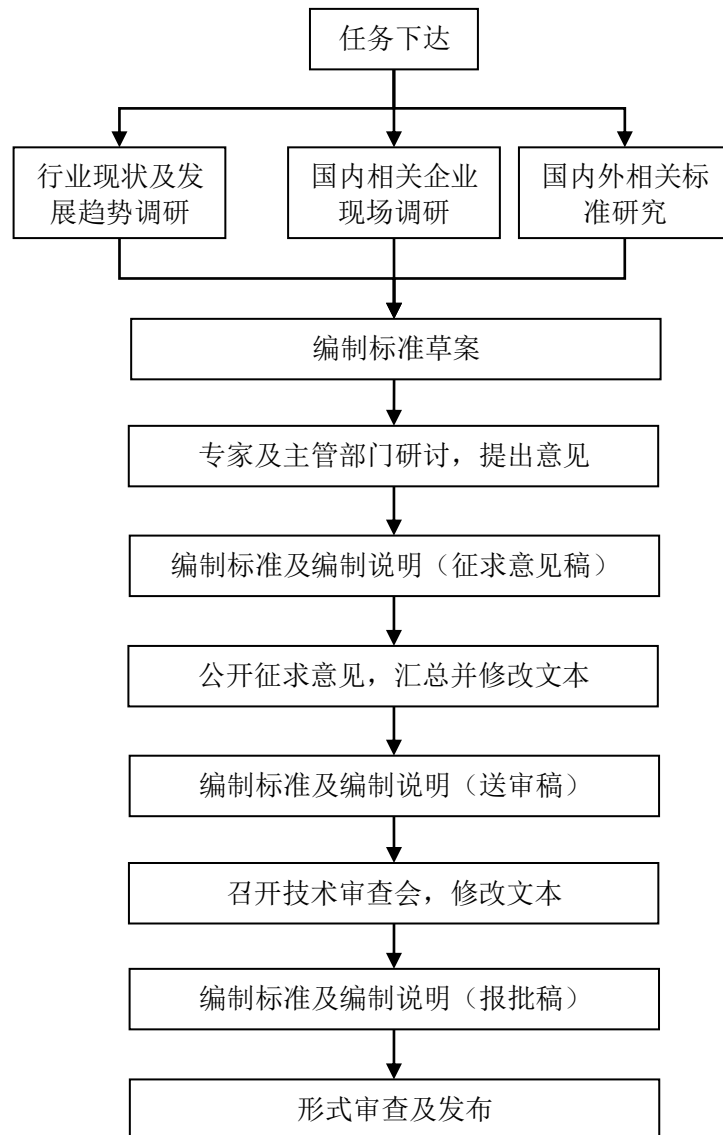 任务下达
行业现状及发
展趋势调研
国内相关企业
现场调研
国内外相关标
准研究
编制标准草案
专家及主管部门研讨，提出意见
编制标准及编制说明（征求意见稿）
公开征求意见，汇总并修改文本
编制标准及编制说明（送审稿）
召开技术审查会，修改文本
编制标准及编制说明（报批稿）
形式审查及发布